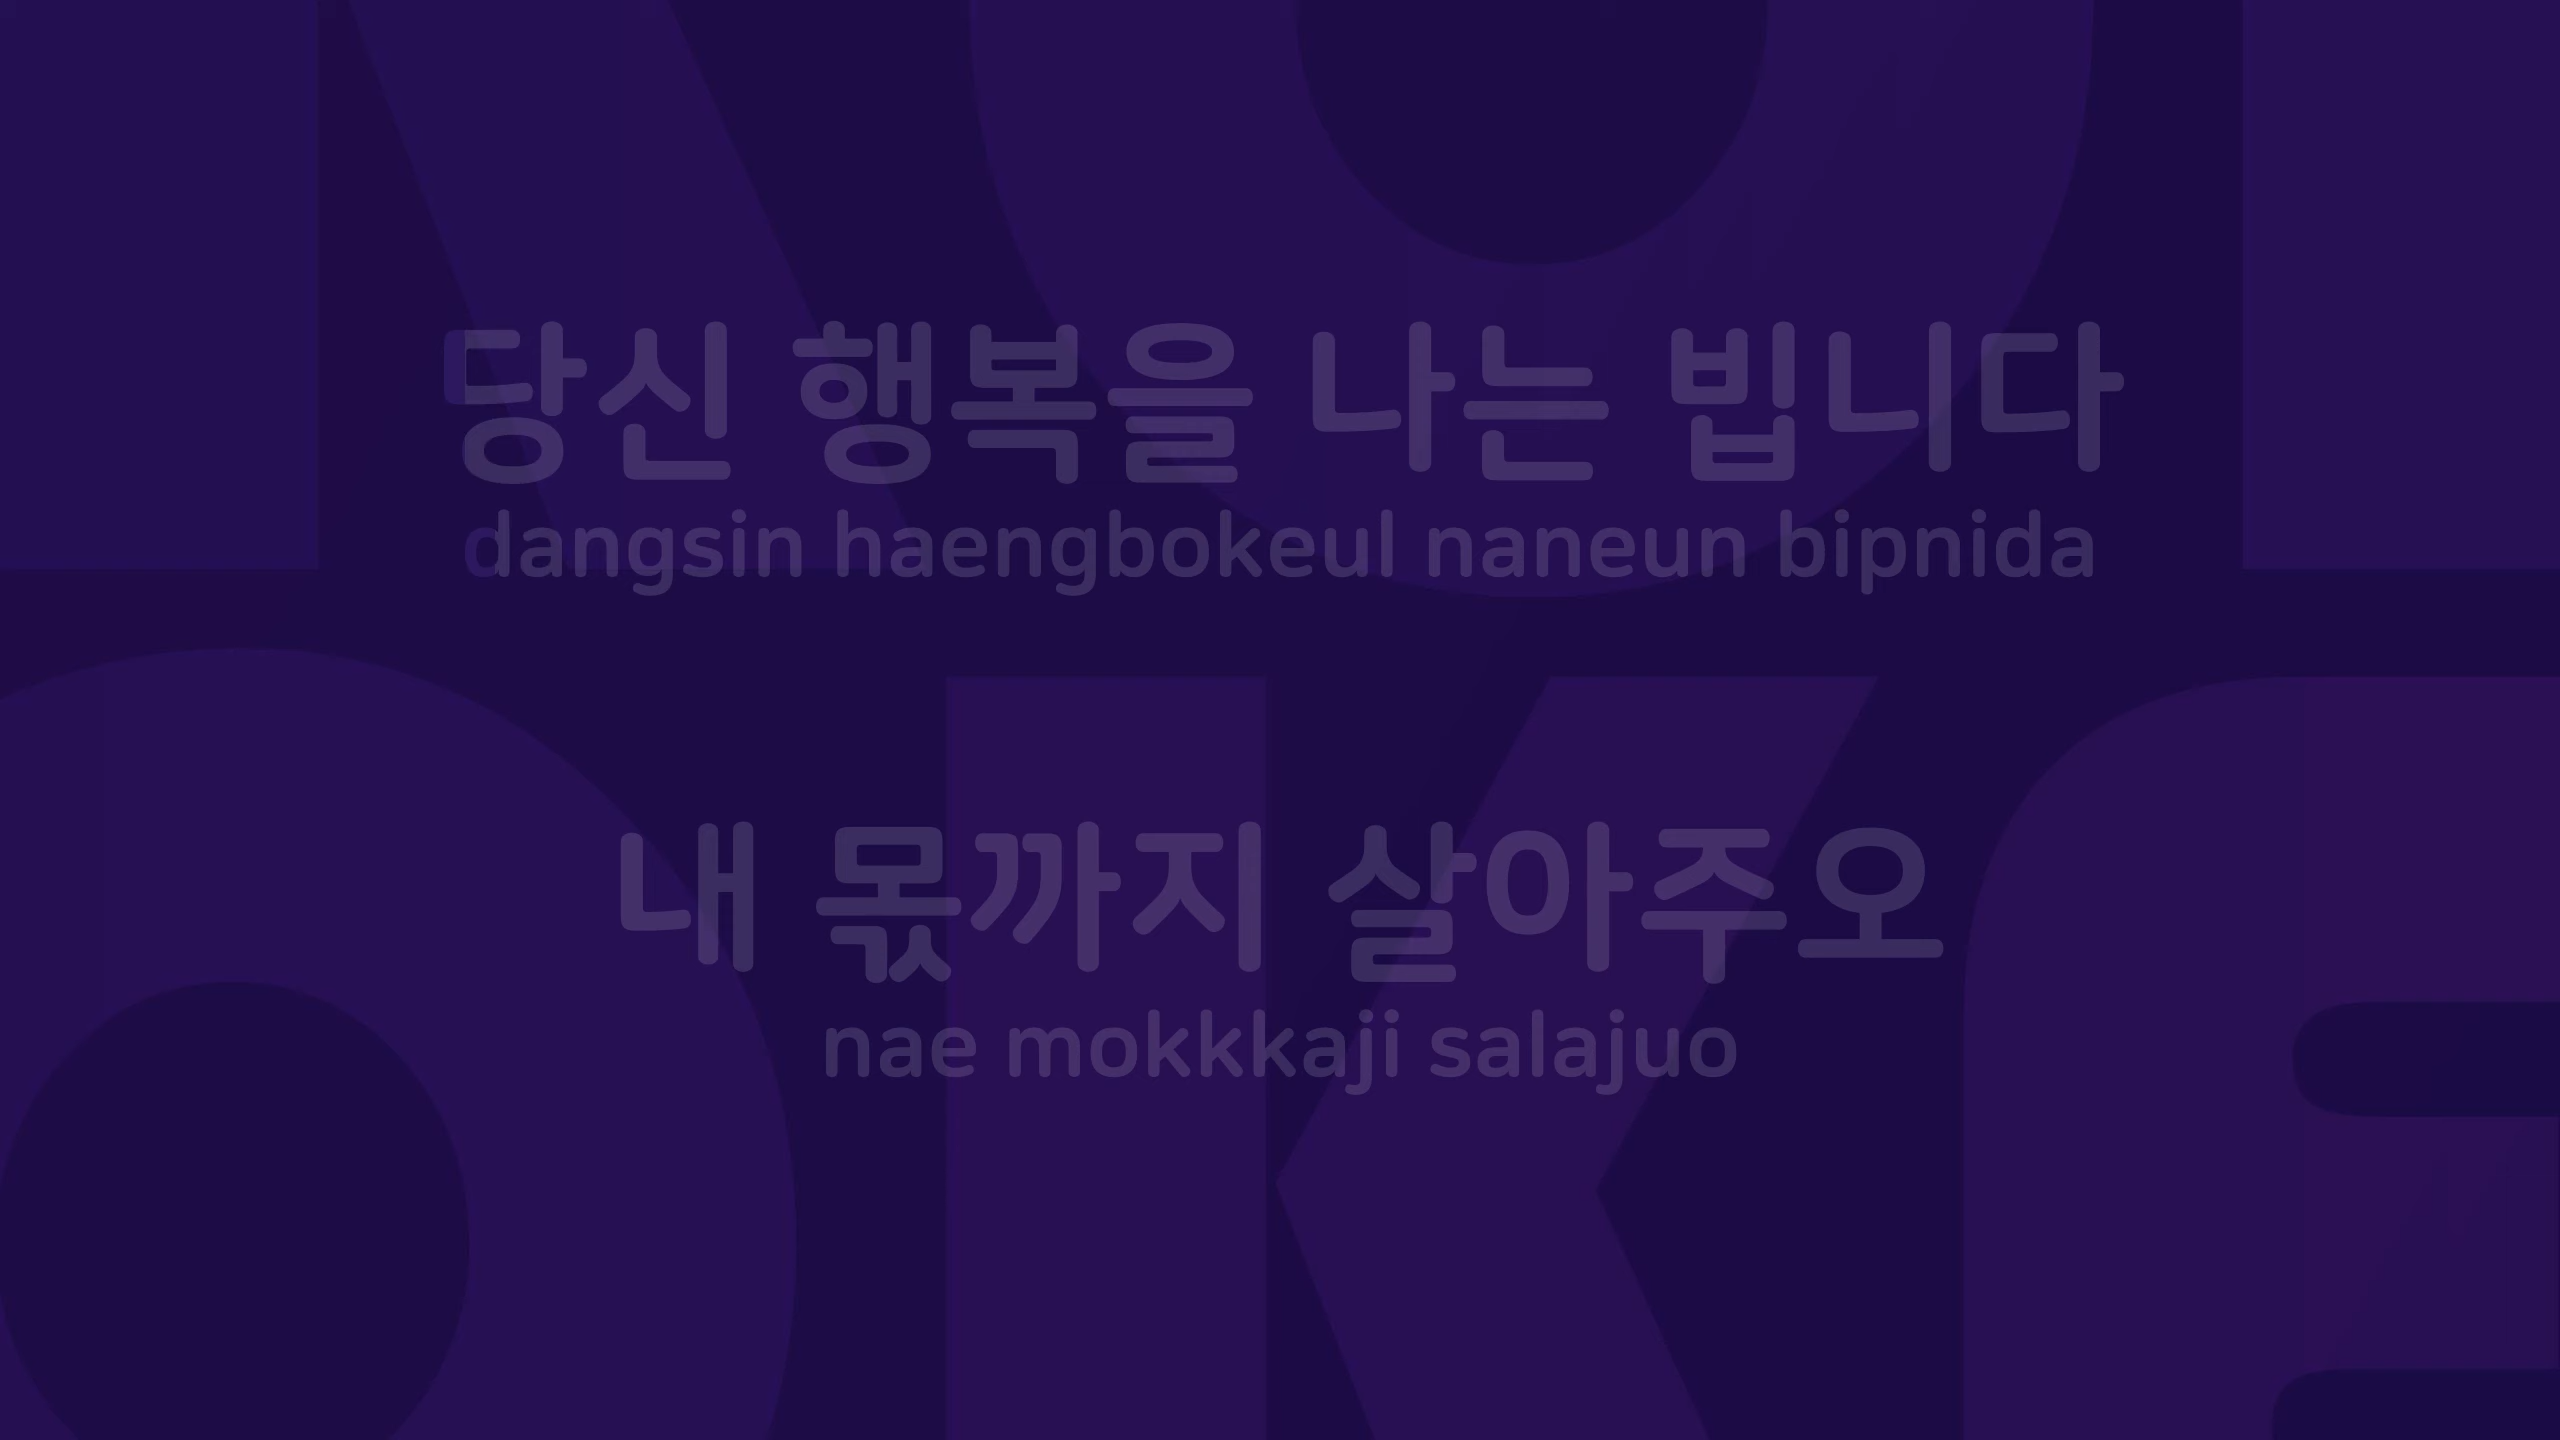 당신 행복을 나는 빕니다
dangsin haengbokeul naneun bipnida
내 몫까지 살아주오
nae mokkkaji salajuo